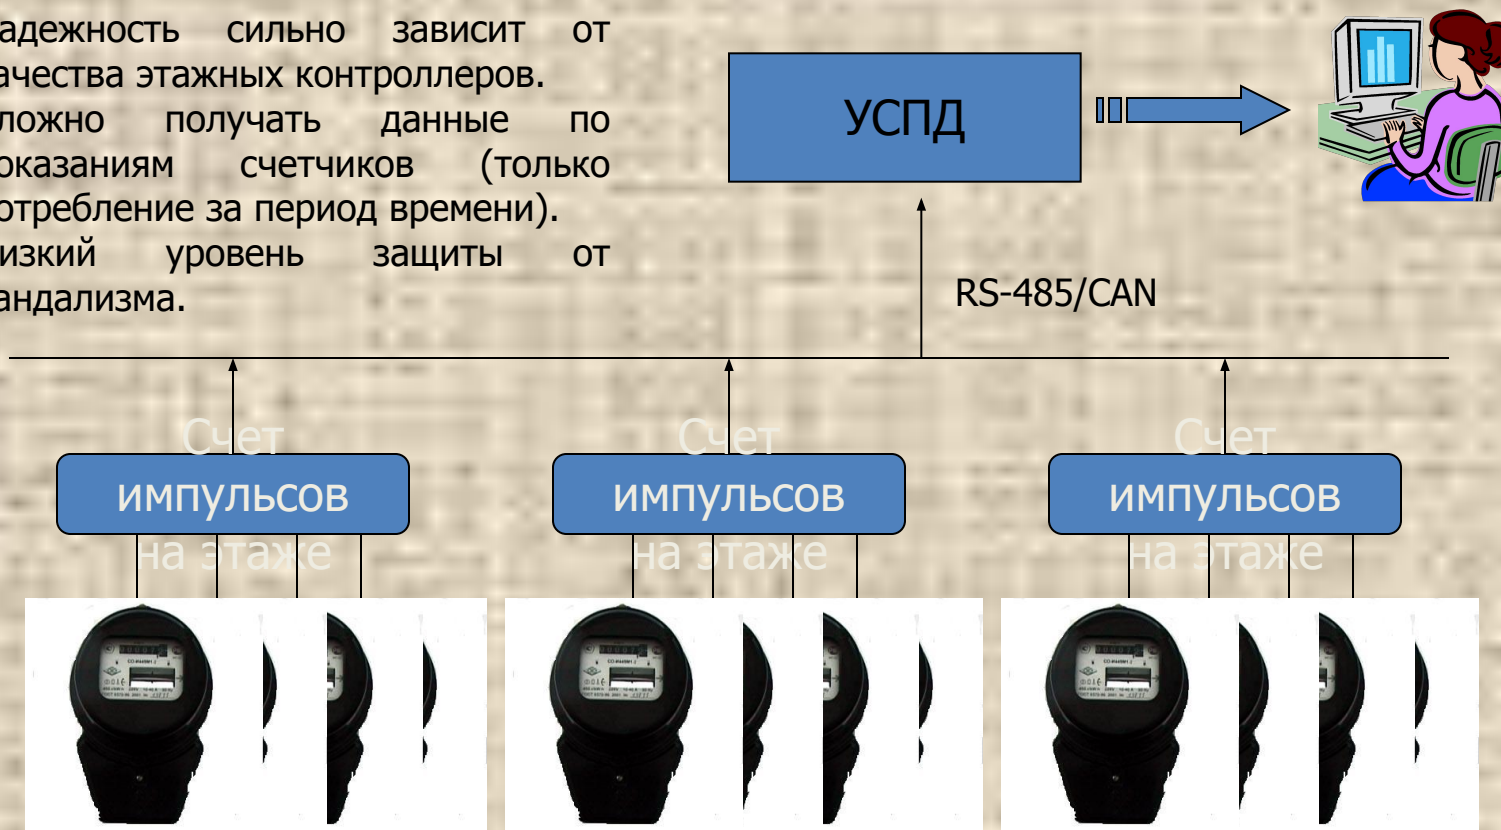 адежность сильно зависит от
ачества этажных контроллеров.
ложно получать данные по
оказаниям счетчиков (только
отребление за период времени).
изкий уровень защиты от
андализма.
УСПД
RS-485/CAN
Счет
импульсов
на этаже
Счет
импульсов
на этаже
Счет
импульсов
на этаже